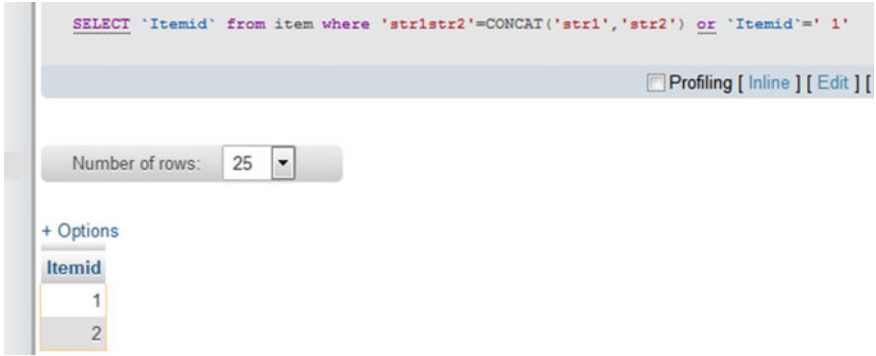 SELECT `Itemid` from item where 'str1str2'=CONCAT('str1','str2') or `Itemid`=' 1'
Profiling [ Inline ] [ Edit ] [
Number of rows: 25
+ Options
Itemid
1
2